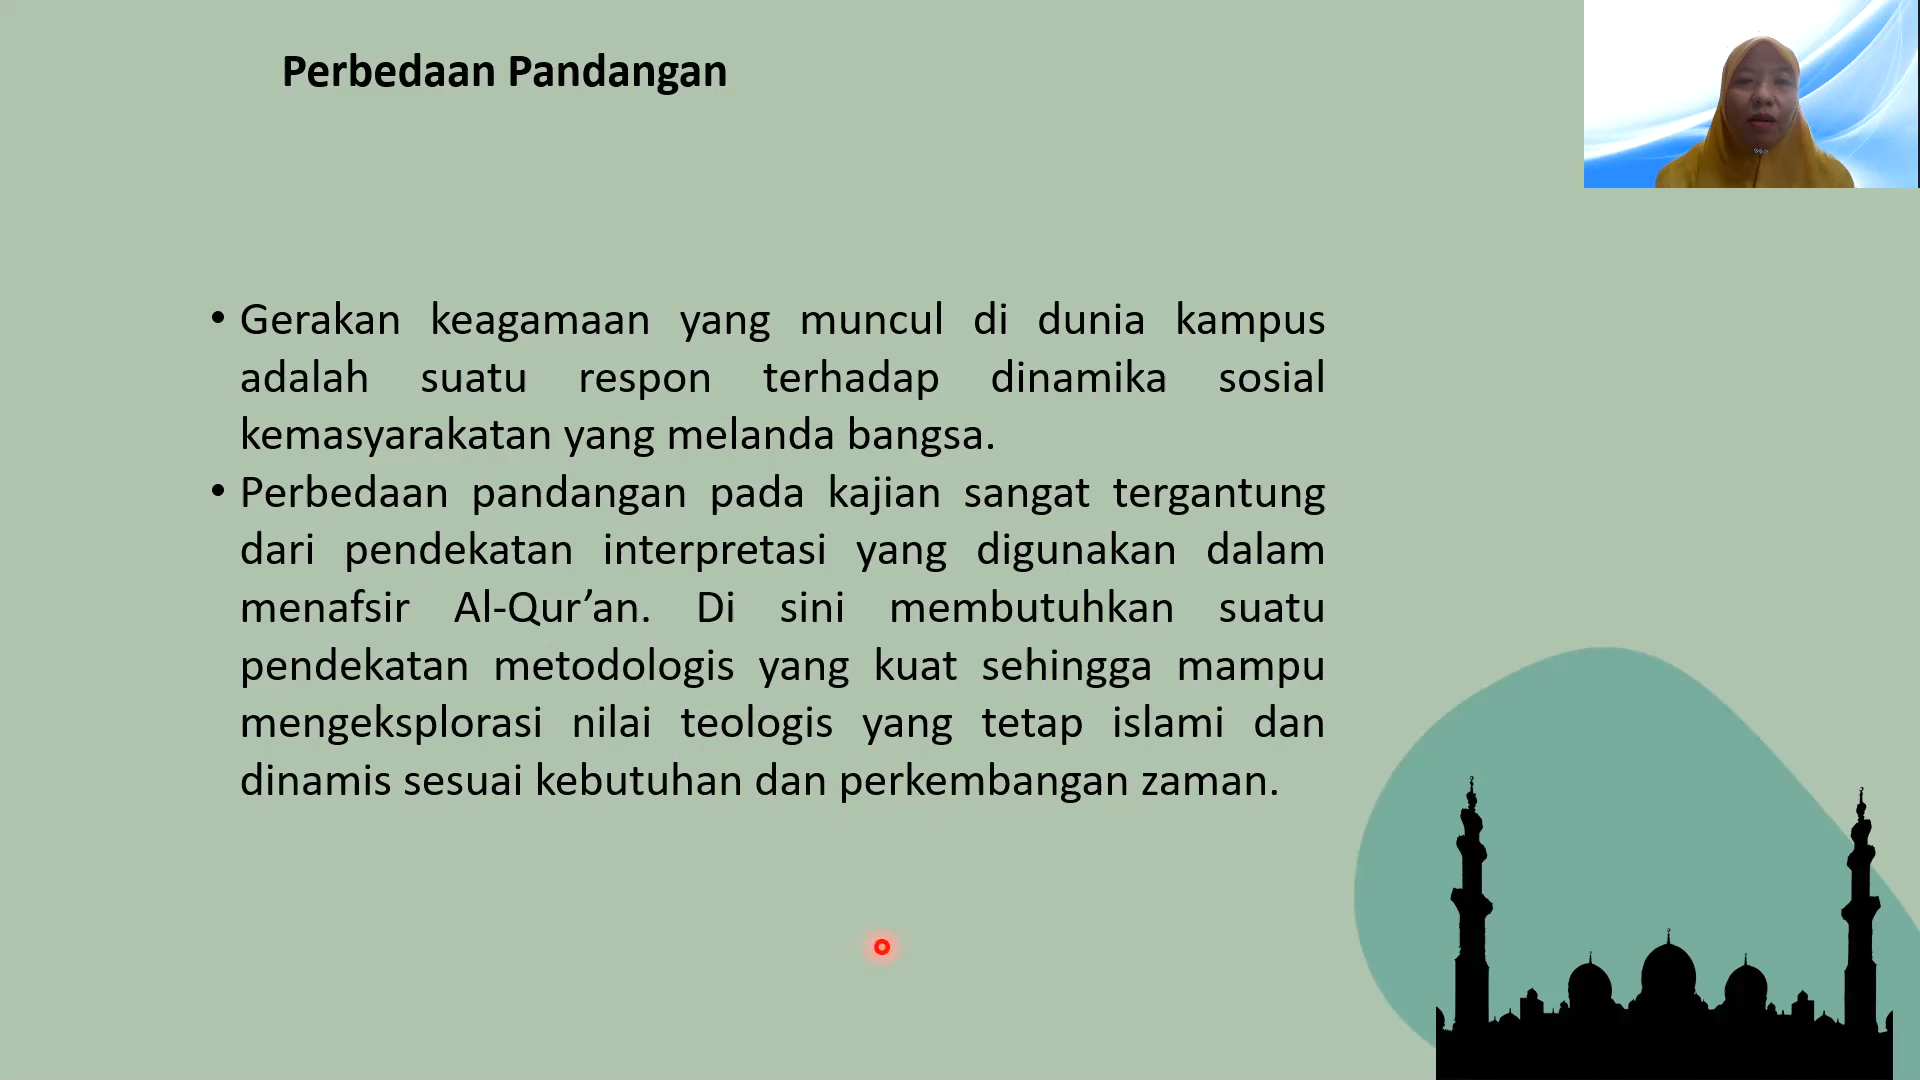 Perbedaan Pandangan
• Gerakan keagamaan yang muncul di dunia kampus
adalah suatu respon terhadap dinamika sosial
kemasyarakatan yang melanda bangsa.
• Perbedaan pandangan pada kajian sangat tergantung
dari pendekatan interpretasi yang digunakan dalam
menafsir Al-Qur’an. Di sini membutuhkan suatu
pendekatan metodologis yang kuat sehingga mampu
mengeksplorasi nilai teologis yang tetap islami dan
dinamis sesuai kebutuhan dan perkembangan zaman.